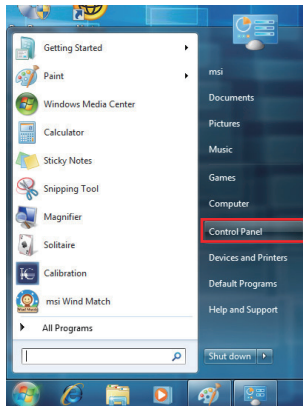 Getting Started
Paint
Windows Media Center
Calculator
Sticky Notes
Snipping Tool
Magnifier
Solitaire
Calibration
msi Wind Match
All Programs
msi
Documents
Pictures
Music
Games
Computer
Control Panel
Devices and Printers
Default Programs
Help and Support
Shut down